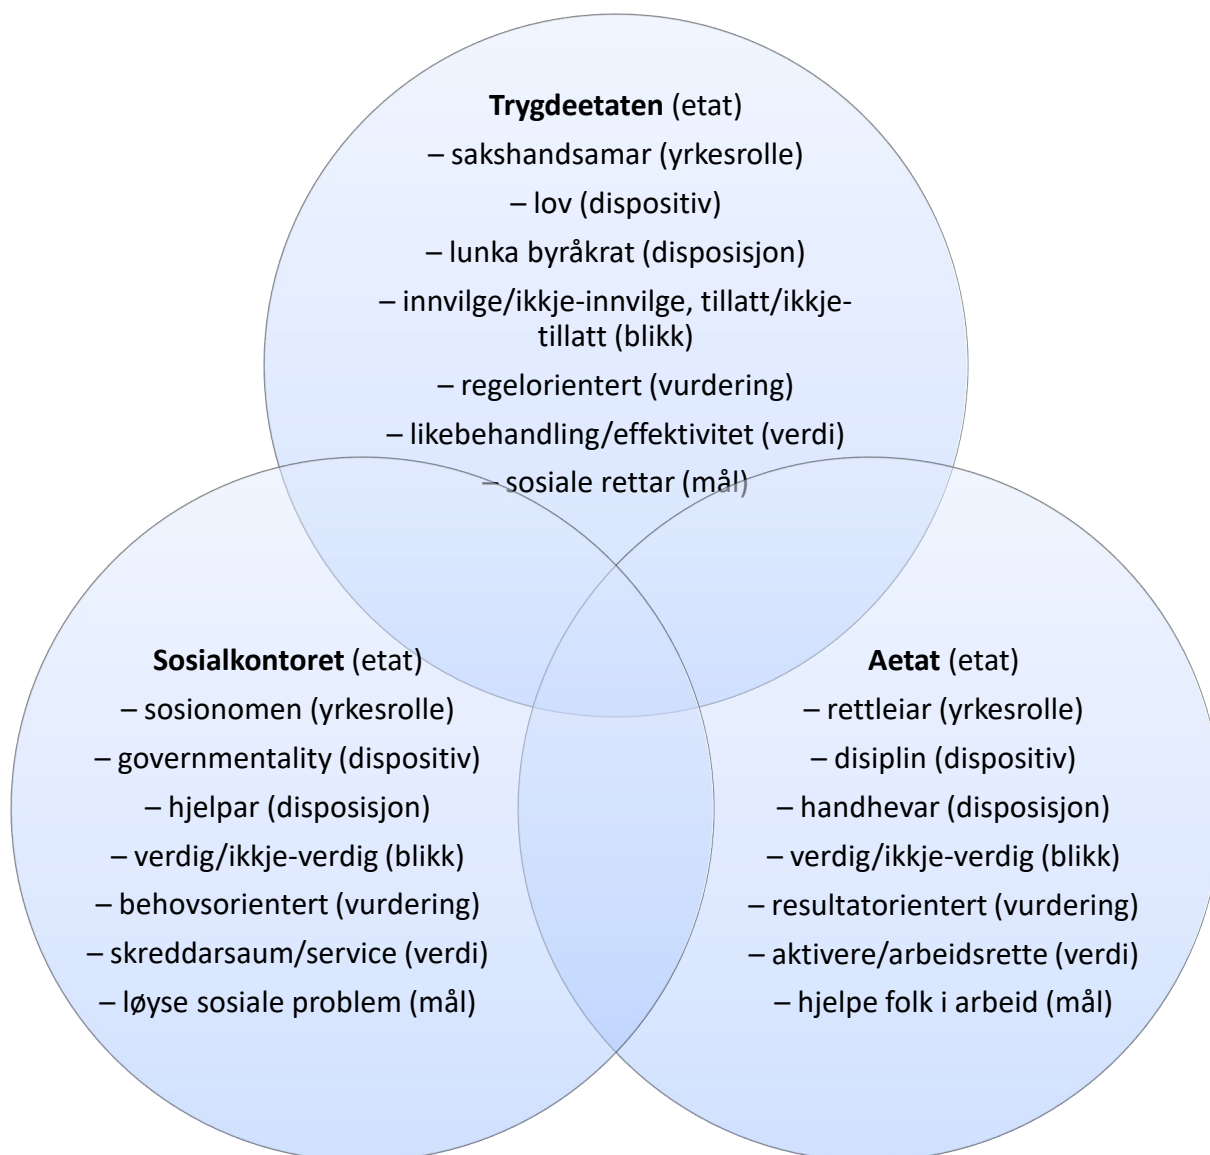 Trygdeetaten (etat)
– sakshandsamar (yrkesrolle)
– lov (dispositiv)
– lunka byråkrat (disposisjon)
– innvilge/ikkje-innvilge, tillatt/ikkje-
tillatt (blikk)
– regelorientert (vurdering)
– likebehandling/effektivitet (verdi)
– sosiale rettar (mål)
Sosialkontoret (etat)
– sosionomen (yrkesrolle)
– governmentality (dispositiv)
– hjelpar (disposisjon)
– verdig/ikkje-verdig (blikk)
– behovsorientert (vurdering)
– skreddarsaum/service (verdi)
– løyse sosiale problem (mål)
Aetat (etat)
– rettleiar (yrkesrolle)
– disiplin (dispositiv)
– handhevar (disposisjon)
– verdig/ikkje-verdig (blikk)
– resultatorientert (vurdering)
– aktivere/arbeidsrette (verdi)
– hjelpe folk i arbeid (mål)